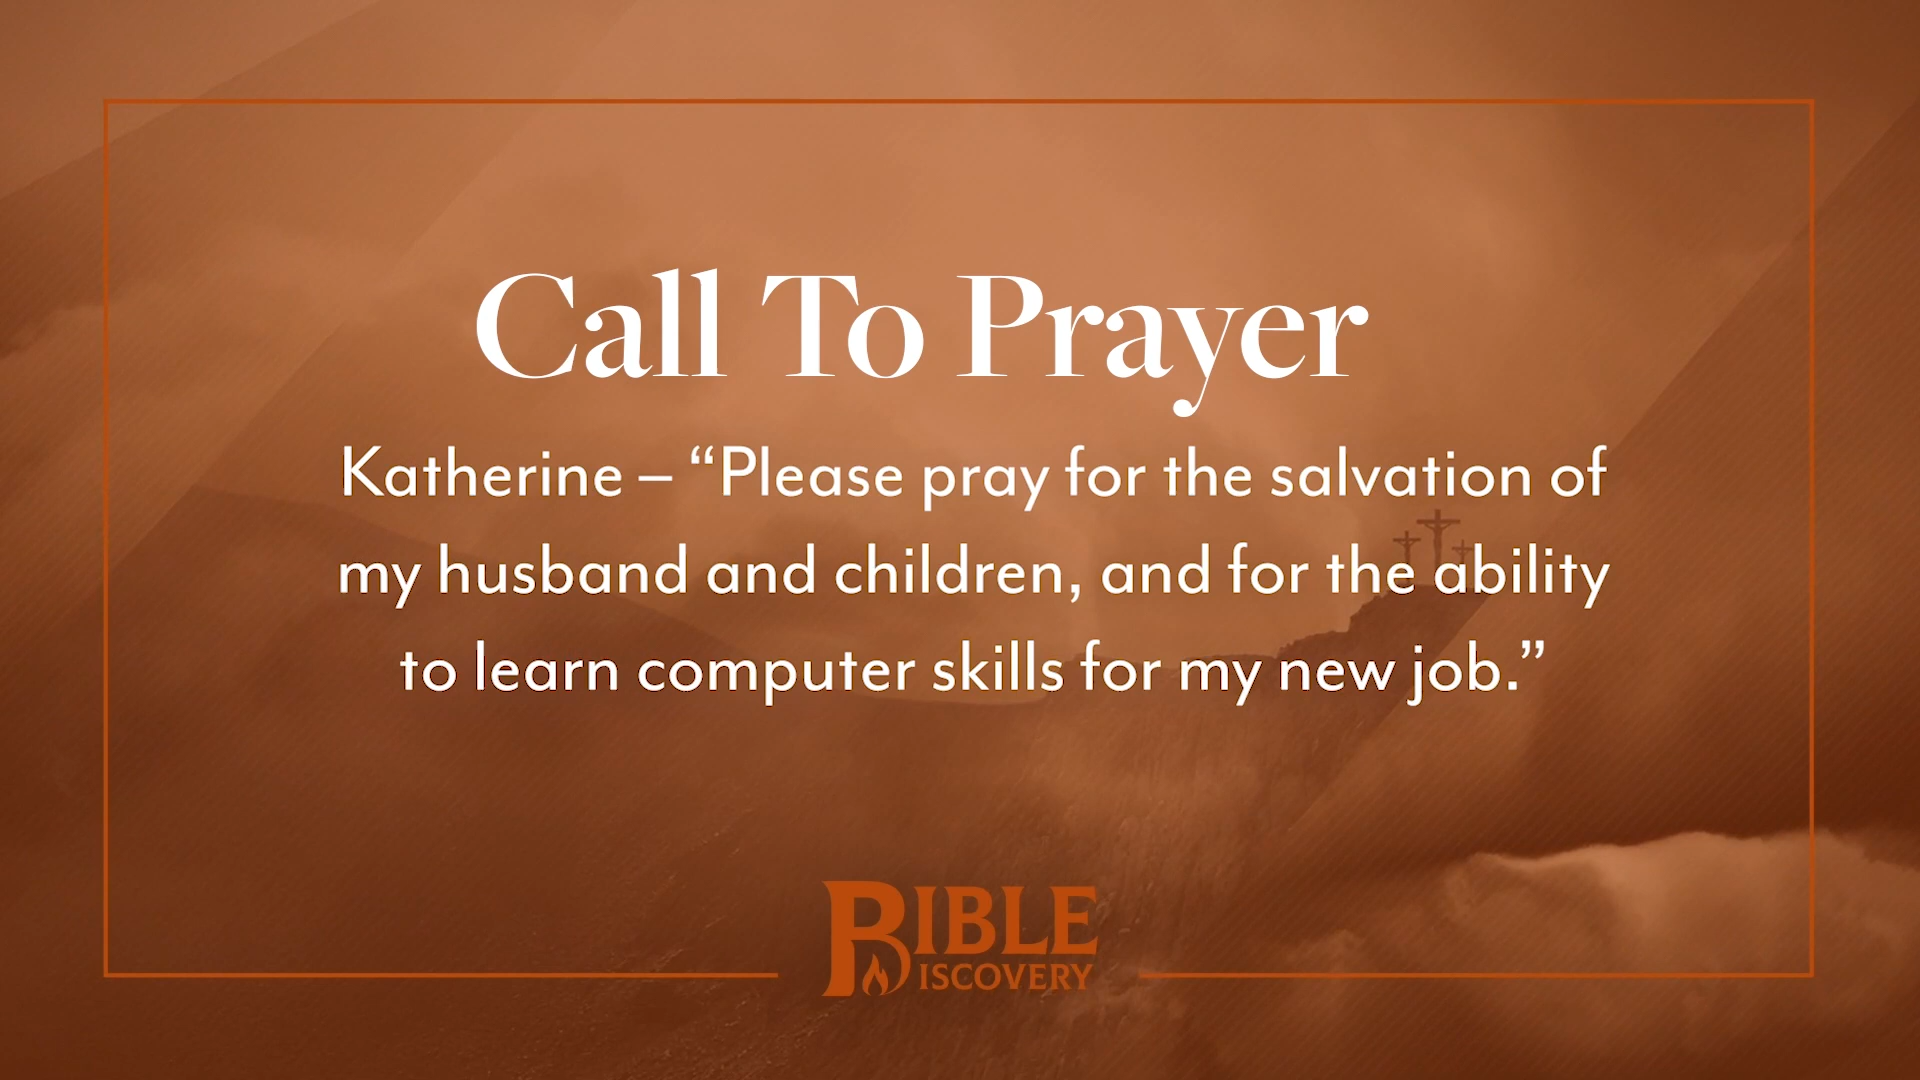 Call To Prayer
Katherine – “Please pray for the salvation of
my husband and children, and for the ability
to learn computer skills for my new job.”
BIBLE
DISCOVERY